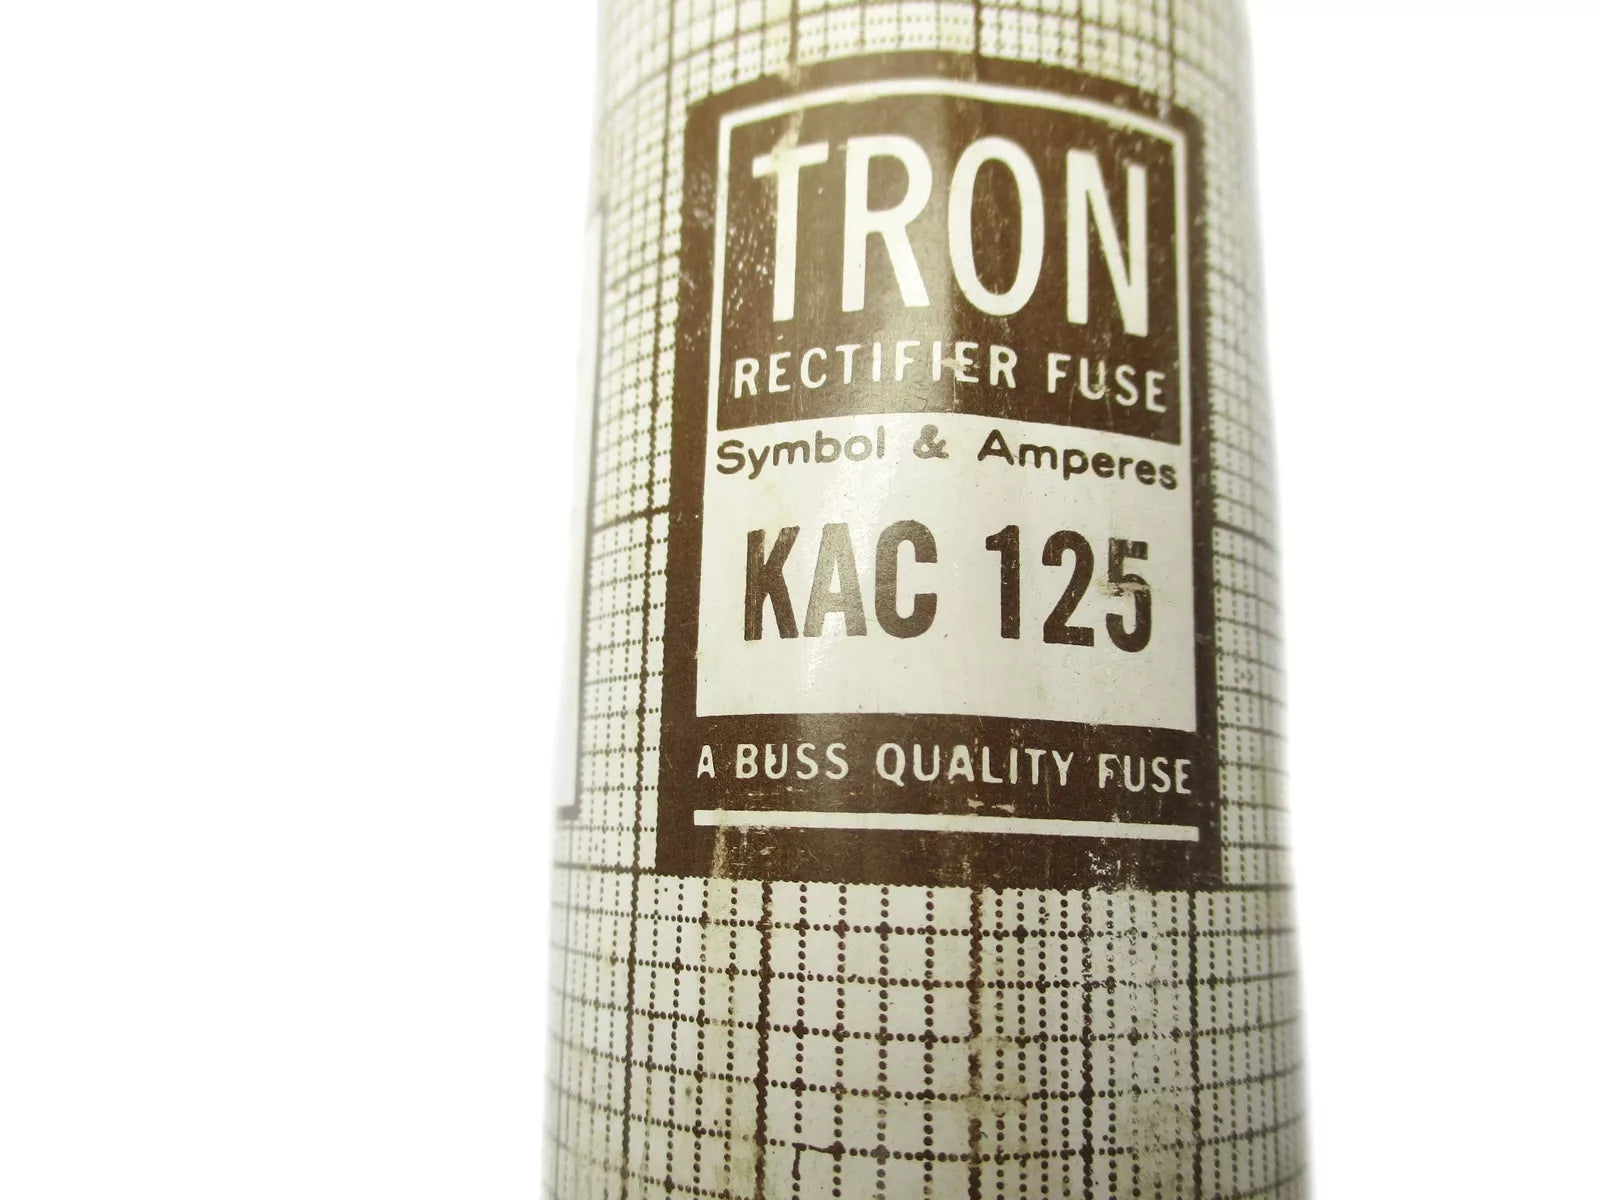 TRON
RECTIFIER FUSE
Symbol & Amperes
KAC 125
A BUSS QUALITY FUSE